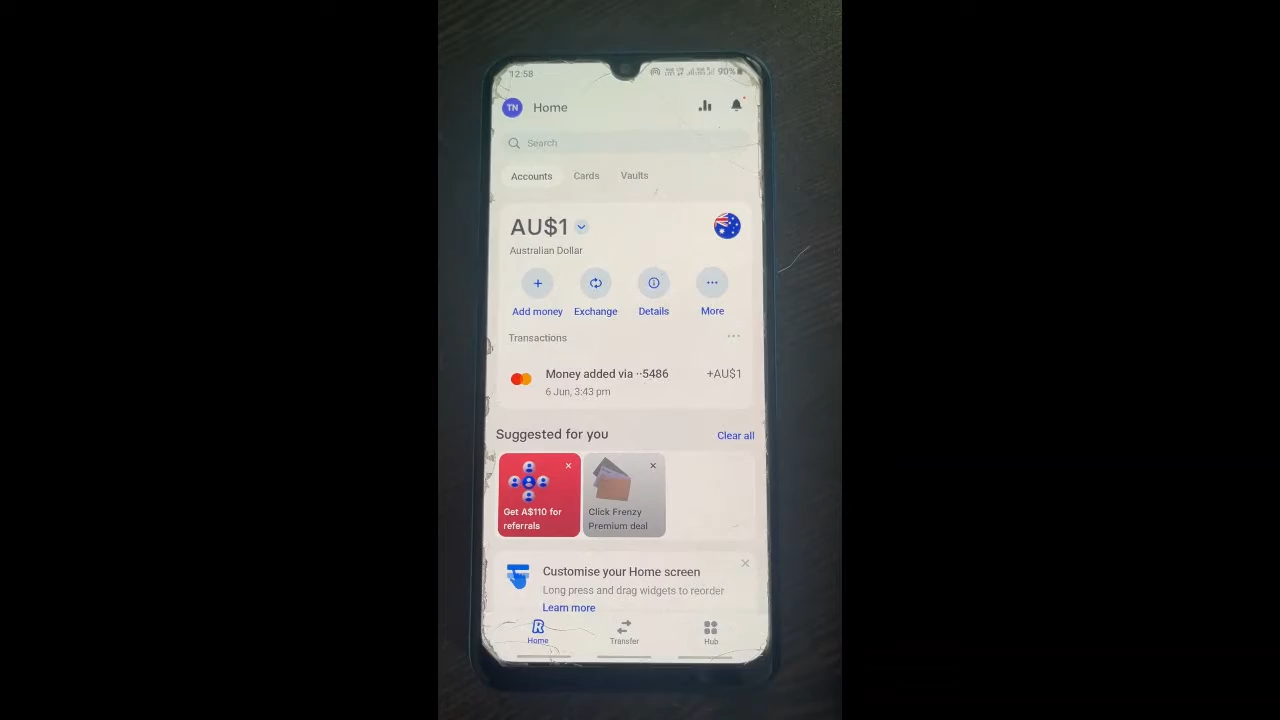 12:58
90%
TN
Home
Search
Accounts Cards Vaults
AU$1
Australian Dollar
Add money Exchange Details More
Transactions
Money added via ··5486 +AU$1
6 Jun, 3:43 pm
Suggested for you Clear all
Get A$110 for
referrals
Click Frenzy
Premium deal
Customise your Home screen
Long press and drag widgets to reorder
Learn more
Home Transfer Hub